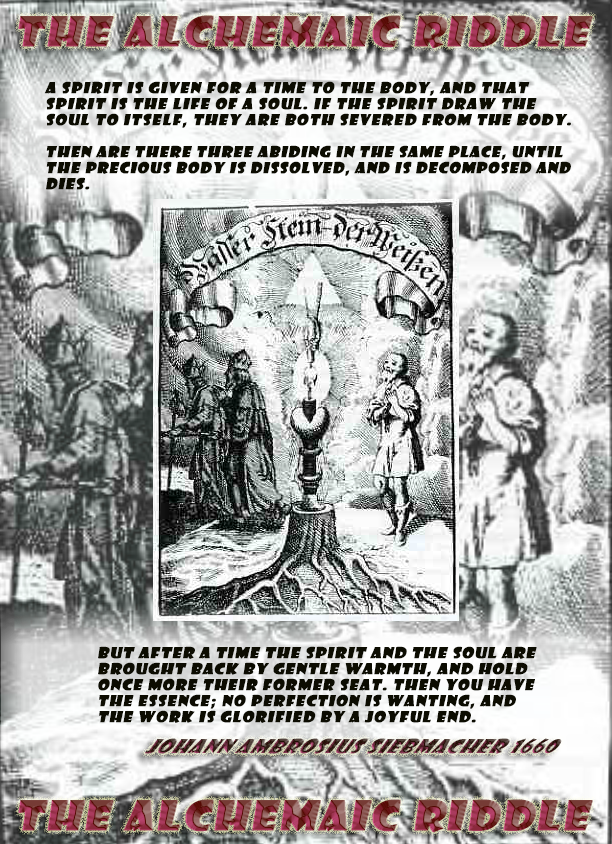 THE ALCHEMAIC RIDDLE
A SPIRIT IS GIVEN FOR A TIME TO THE BODY, AND THAT
SPIRIT IS THE LIFE OF A SOUL. IF THE SPIRIT DRAW THE
SOUL TO ITSELF, THEY ARE BOTH SEVERED FROM THE BODY.
THEN ARE THERE THREE ABIDING IN THE SAME PLACE, UNTIL
THE PRECIOUS BODY IS DISSOLVED, AND IS DECOMPOSED AND
DIES.
Waſſer Stein der Weiſzen
BUT AFTER A TIME THE SPIRIT AND THE SOUL ARE
BROUGHT BACK BY GENTLE WARMTH, AND HOLD
ONCE MORE THEIR FORMER SEAT. THEN YOU HAVE
THE ESSENCE; NO PERFECTION IS WANTING, AND
THE WORK IS GLORIFIED BY A JOYFUL END.
JOHANN AMBROSIUS SIEBMACHER 1660
THE ALCHEMAIC RIDDLE